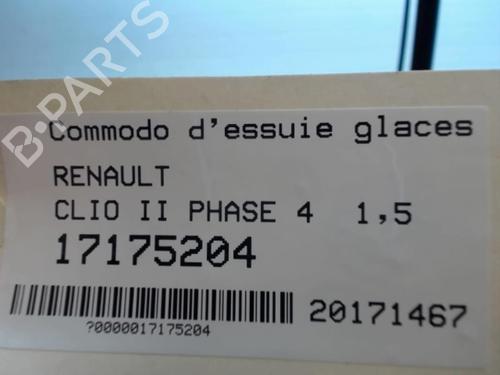 B-PARTS
Commodo d'essuie glaces
RENAULT
CLIO II PHASE 4 1,5
17175204
20171467
?0000017175204